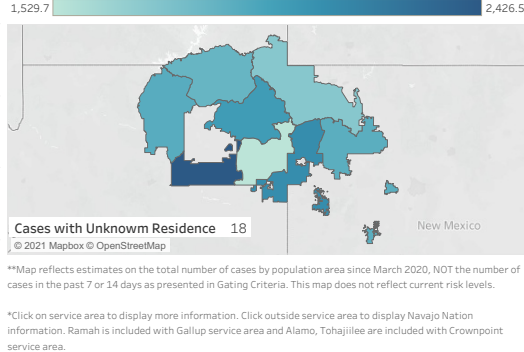 1,529.7 2,426.5
New Mexico
Cases with Unknowm Residence 18
© 2021 Mapbox © OpenStreetMap
**Map reflects estimates on the total number of cases by population area since March 2020, NOT the number of
cases in the past 7 or 14 days as presented in Gating Criteria. This map does not reflect current risk levels.
*Click on service area to display more information. Click outside service area to display Navajo Nation
information. Ramah is included with Gallup service area and Alamo, Tohajiilee are included with Crownpoint
service area.